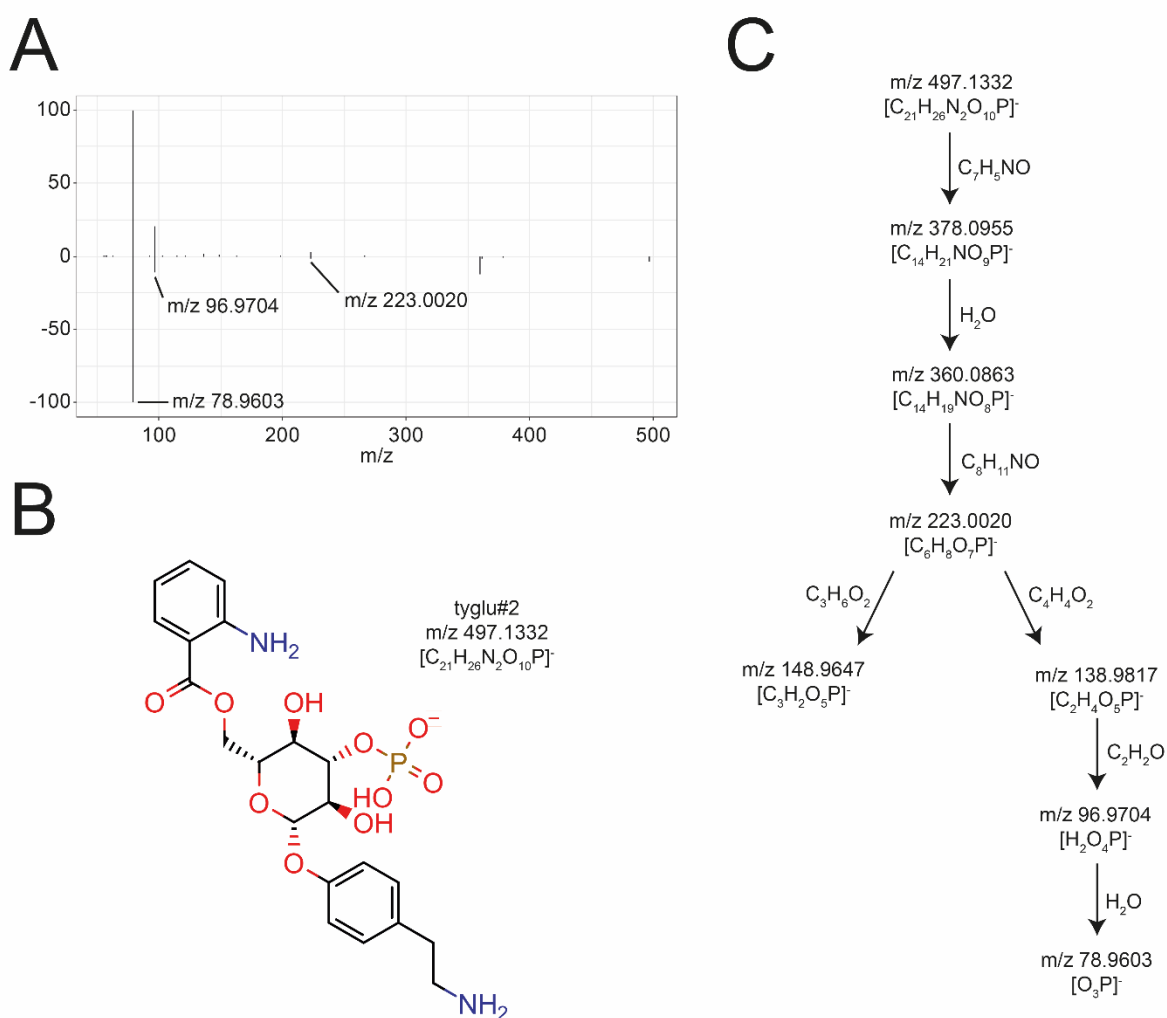 A
100
50
0
-50
-100
m/z 96.9704
m/z 223.0020
m/z 78.9603
100
200
300
400
500
m/z
B
tyglu#2
m/z 497.1332
[C₂₁H₂₆N₂O₁₀P]⁻
NH₂
O
O
OH
O
O⁻
P
O
HO
O
OH
O
NH₂
C
m/z 497.1332
[C₂₁H₂₆N₂O₁₀P]⁻
C₇H₅NO
m/z 378.0955
[C₁₄H₂₁NO₉P]⁻
H₂O
m/z 360.0863
[C₁₄H₁₉NO₈P]⁻
C₈H₁₁NO
m/z 223.0020
[C₆H₈O₇P]⁻
C₃H₆O₂
C₄H₄O₂
m/z 148.9647
[C₃H₂O₅P]⁻
m/z 138.9817
[C₂H₄O₅P]⁻
C₂H₂O
m/z 96.9704
[H₂O₄P]⁻
H₂O
m/z 78.9603
[O₃P]⁻